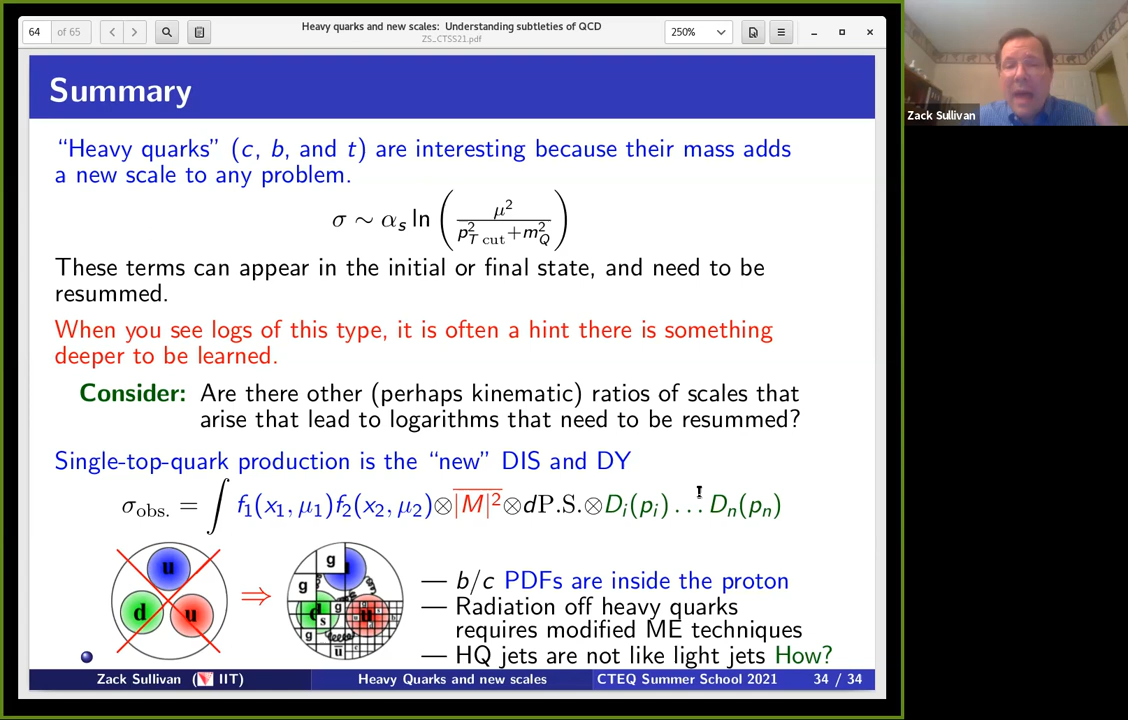 64 of 65
Heavy quarks and new scales: Understanding subtleties of QCD
ZS_CTSS21.pdf
250%
Zack Sullivan
Summary
“Heavy quarks” (c, b, and t) are interesting because their mass adds
a new scale to any problem.
σ ∼ αₛ ln ( μ² / p²_T cut + m²_Q )
These terms can appear in the initial or final state, and need to be
resummed.
When you see logs of this type, it is often a hint there is something
deeper to be learned.
Consider: Are there other (perhaps kinematic) ratios of scales that
arise that lead to logarithms that need to be resummed?
Single-top-quark production is the “new” DIS and DY
σ_obs. = ∫ f₁(x₁, μ₁)f₂(x₂, μ₂)⊗|M|²⊗dP.S.⊗D_i(p_i)...D_n(p_n)
u
d u
⇒
g
g
d g u
s
g
u
— b/c PDFs are inside the proton
— Radiation off heavy quarks
requires modified ME techniques
— HQ jets are not like light jets How?
Zack Sullivan (IIT) Heavy Quarks and new scales CTEQ Summer School 2021 34 / 34